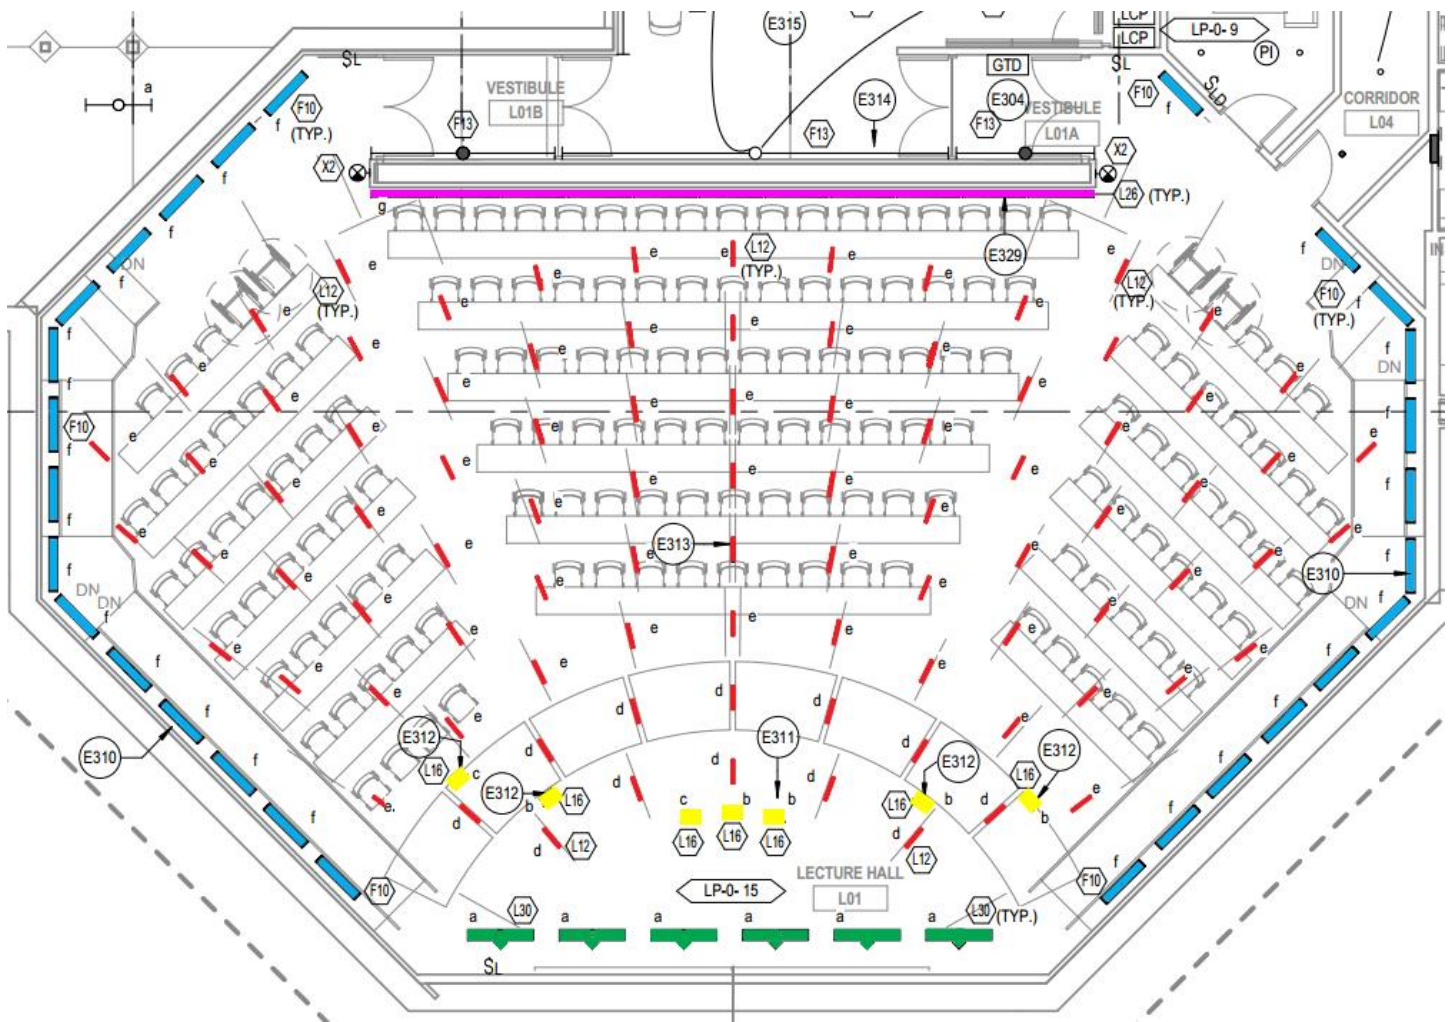 E315
LCP
LCP
LP-0- 9
PI
SL
SL
GTD
SLD
a
VESTIBULE
L01B
E314
E304
VESTIBULE
L01A
F10
(TYP.)
F10
CORRIDOR
L04
F13
F13
F13
X2
X2
g
L26 (TYP.)
L12
(TYP.)
E329
DN
L12
(TYP.)
L12
(TYP.)
DN
F10
(TYP.)
DN
F10
E313
E310
DN
DN
DN
E312
E311
E312
E312
E310
L16
E312
L16
L16
L16
L16
L16
L16
L12
L12
LP-0- 15
LECTURE HALL
L01
F10
F10
L30
L30 (TYP.)
a a a a a a
SL